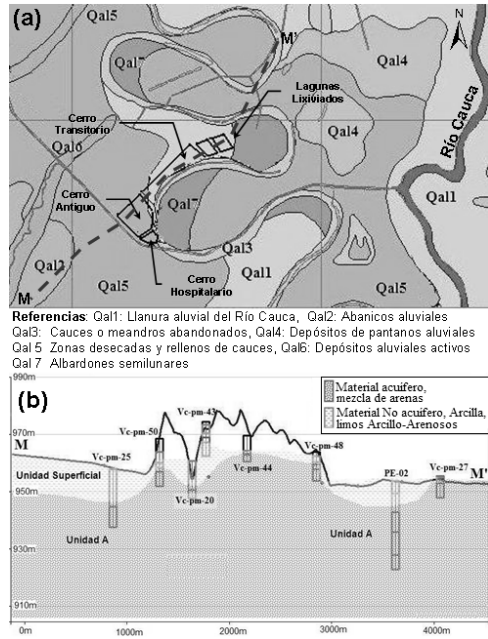 (a)
Qal5
M'
N
Qal7
Lagunas
Lixiviados
Qal4
Cerro
Transitorio
Río Cauca
Qal6
Qal4
Cerro
Antiguo
Qal7
Qal1
Qal2
Qal3
M
Cerro
Hospitalario
Qal1
Qal5
Referencias: Qal1: Llanura aluvial del Río Cauca, Qal2: Abanicos aluviales
Qal3: Cauces o meandros abandonados, Qal4: Depósitos de pantanos aluviales
Qal 5 Zonas desecadas y rellenos de cauces, Qal6: Depósitos aluviales activos
Qal 7 Albardones semilunares
990m
(b)
Material acuifero,
mezcla de arenas
Material No acuifero, Arcilla,
limos Arcillo-Arenosos
970m
Vc-pm-43
Vc-pm-50
M
Vc-pm-25
Vc-pm-48
Vc-pm-44
PE-02
Vc-pm-27
M'
Unidad Superficial
Vc-pm-20
950m
Unidad A
Unidad A
930m
910m
0m
1000m
2000m
3000m
4000m